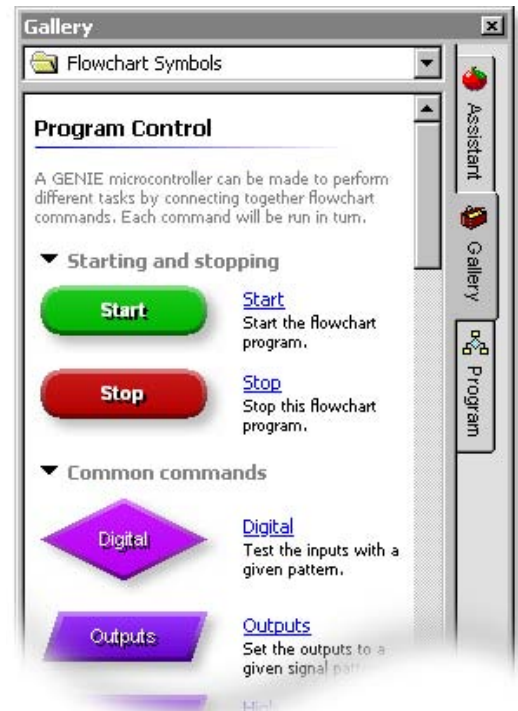 Gallery
Flowchart Symbols
Program Control
A GENIE microcontroller can be made to perform
different tasks by connecting together flowchart
commands. Each command will be run in turn.
Starting and stopping
Start
Start
Start the flowchart
program.
Stop
Stop
Stop this flowchart
program.
Common commands
Digital
Digital
Test the inputs with a
given pattern.
Outputs
Outputs
Set the outputs to a
given signal
Assistant
Gallery
Program